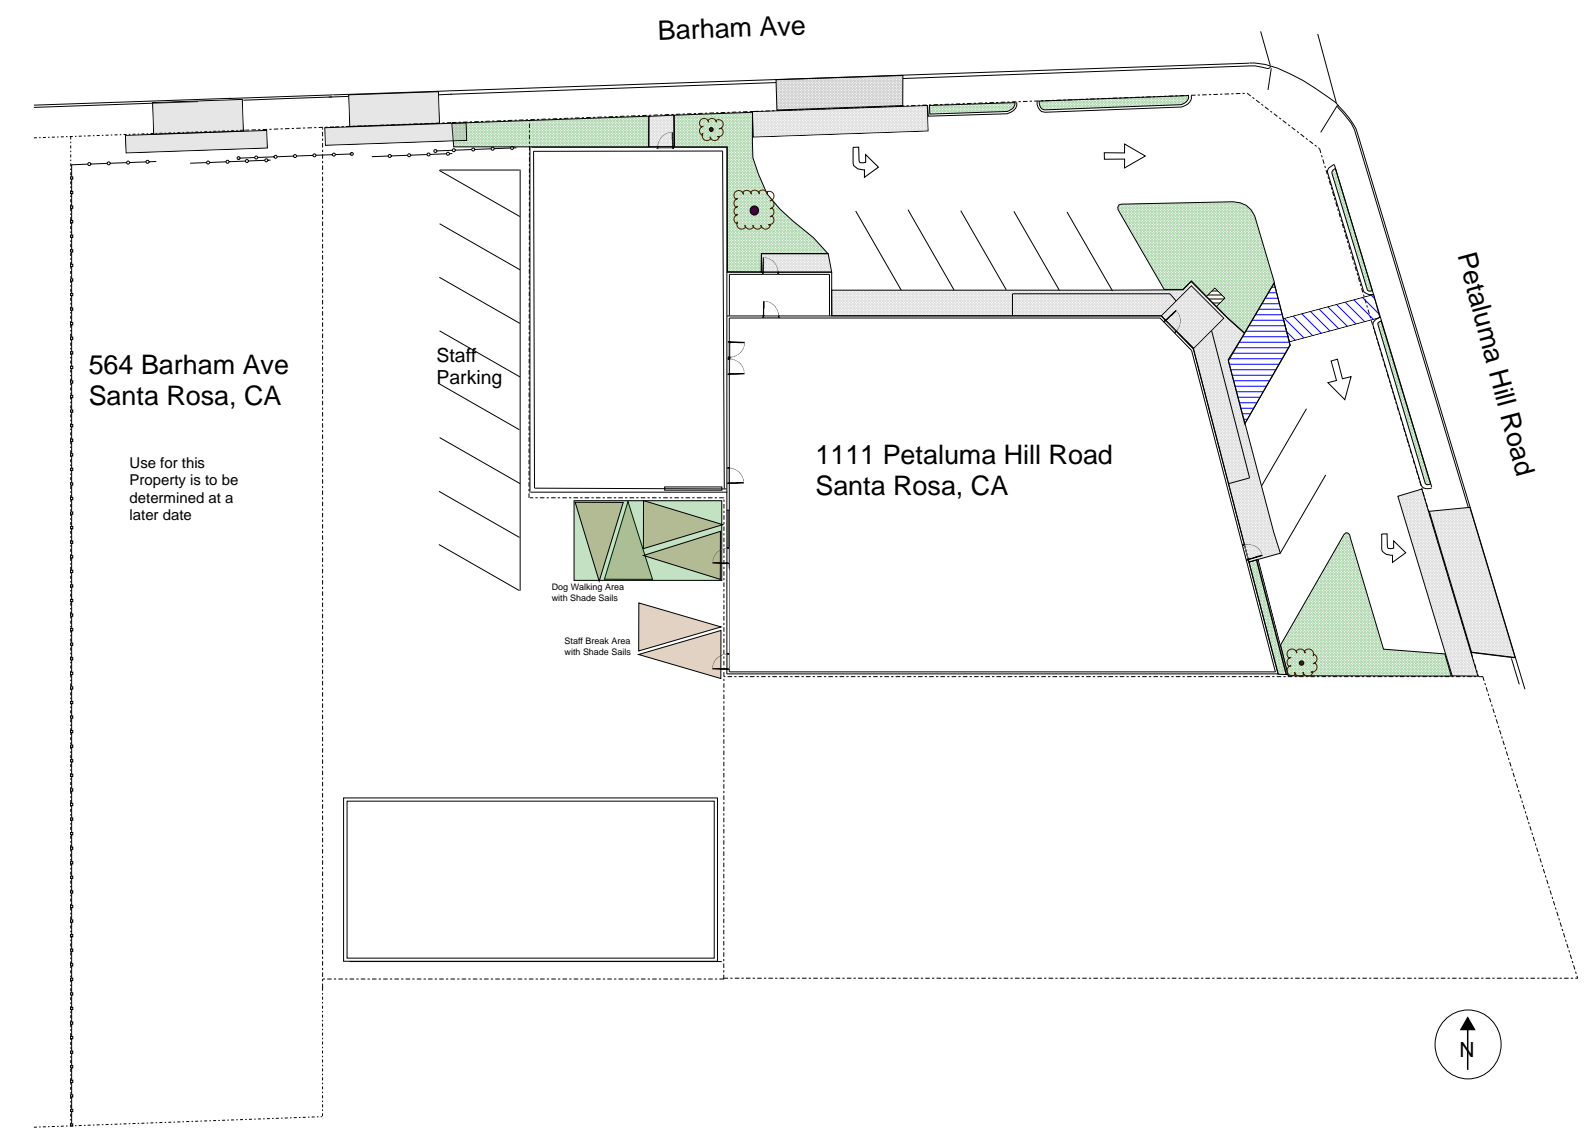 Barham Ave
Petaluma Hill Road
564 Barham Ave
Santa Rosa, CA
Staff
Parking
Use for this
Property is to be
determined at a
later date
1111 Petaluma Hill Road
Santa Rosa, CA
Dog Walking Area
with Shade Sails
Staff Break Area
with Shade Sails
N